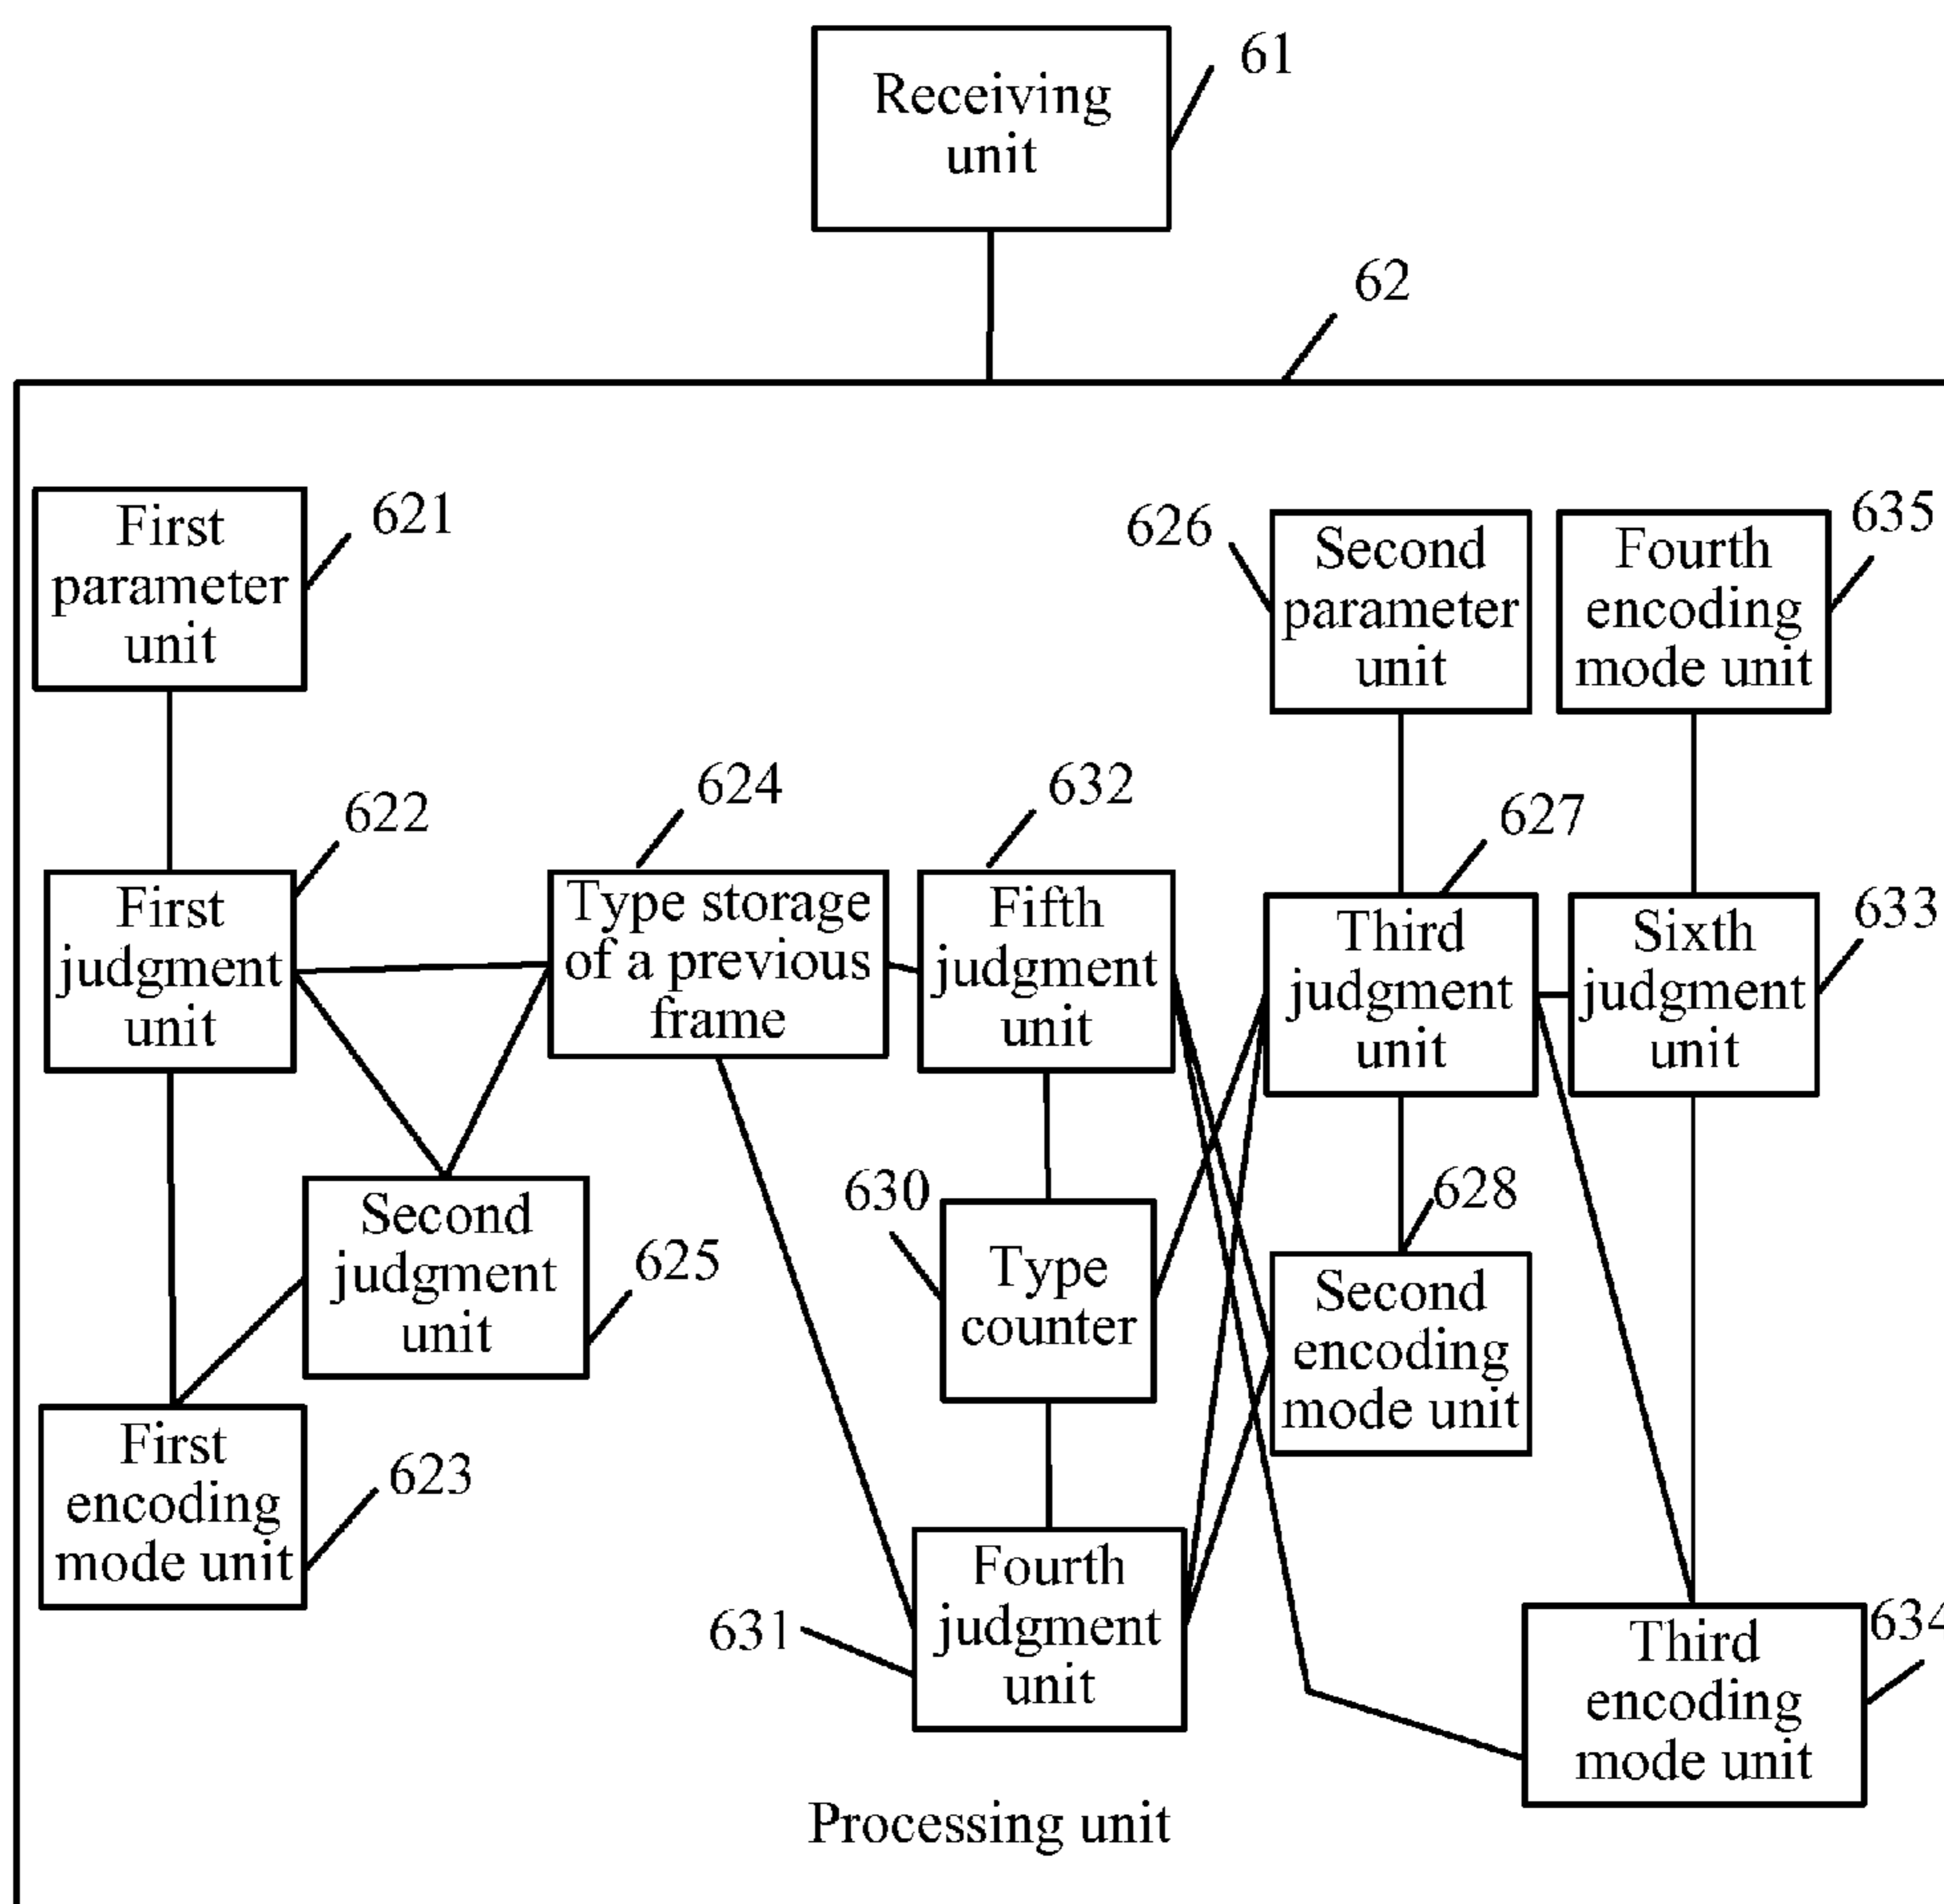 Receiving
unit
61
62
First
parameter
unit
621
626
Second
parameter
unit
Fourth
encoding
mode unit
635
622
624
632
627
First
judgment
unit
Type storage
of a previous
frame
Fifth
judgment
unit
Third
judgment
unit
Sixth
judgment
unit
633
Second
judgment
unit
625
630
Type
counter
628
Second
encoding
mode unit
First
encoding
mode unit
623
631
Fourth
judgment
unit
Third
encoding
mode unit
634
Processing unit